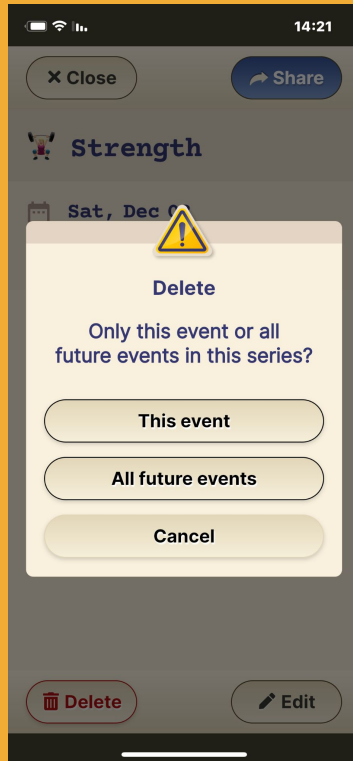 14:21
Close
Share
Strength
Sat, Dec
Delete
Only this event or all
future events in this series?
This event
All future events
Cancel
Delete
Edit